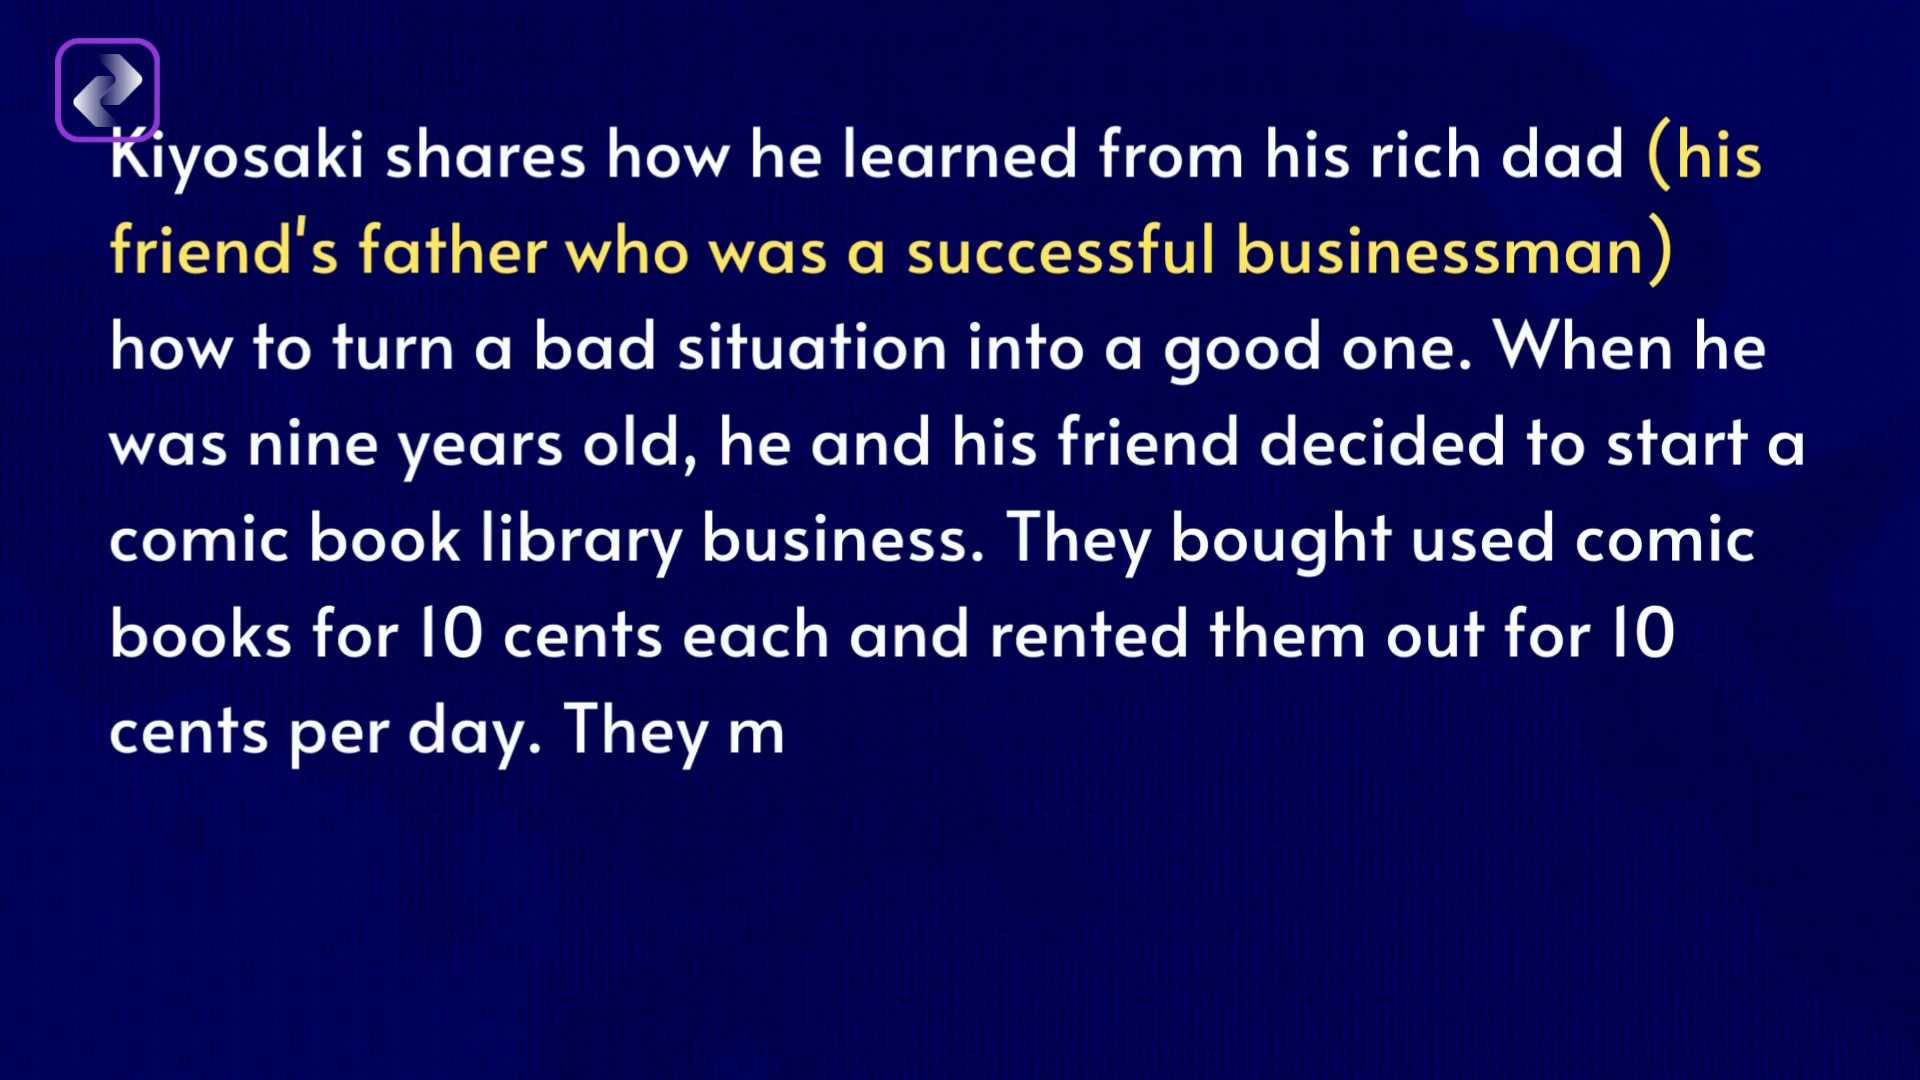 Kiyosaki shares how he learned from his rich dad (his
friend's father who was a successful businessman)
how to turn a bad situation into a good one. When he
was nine years old, he and his friend decided to start a
comic book library business. They bought used comic
books for 10 cents each and rented them out for 10
cents per day. They m